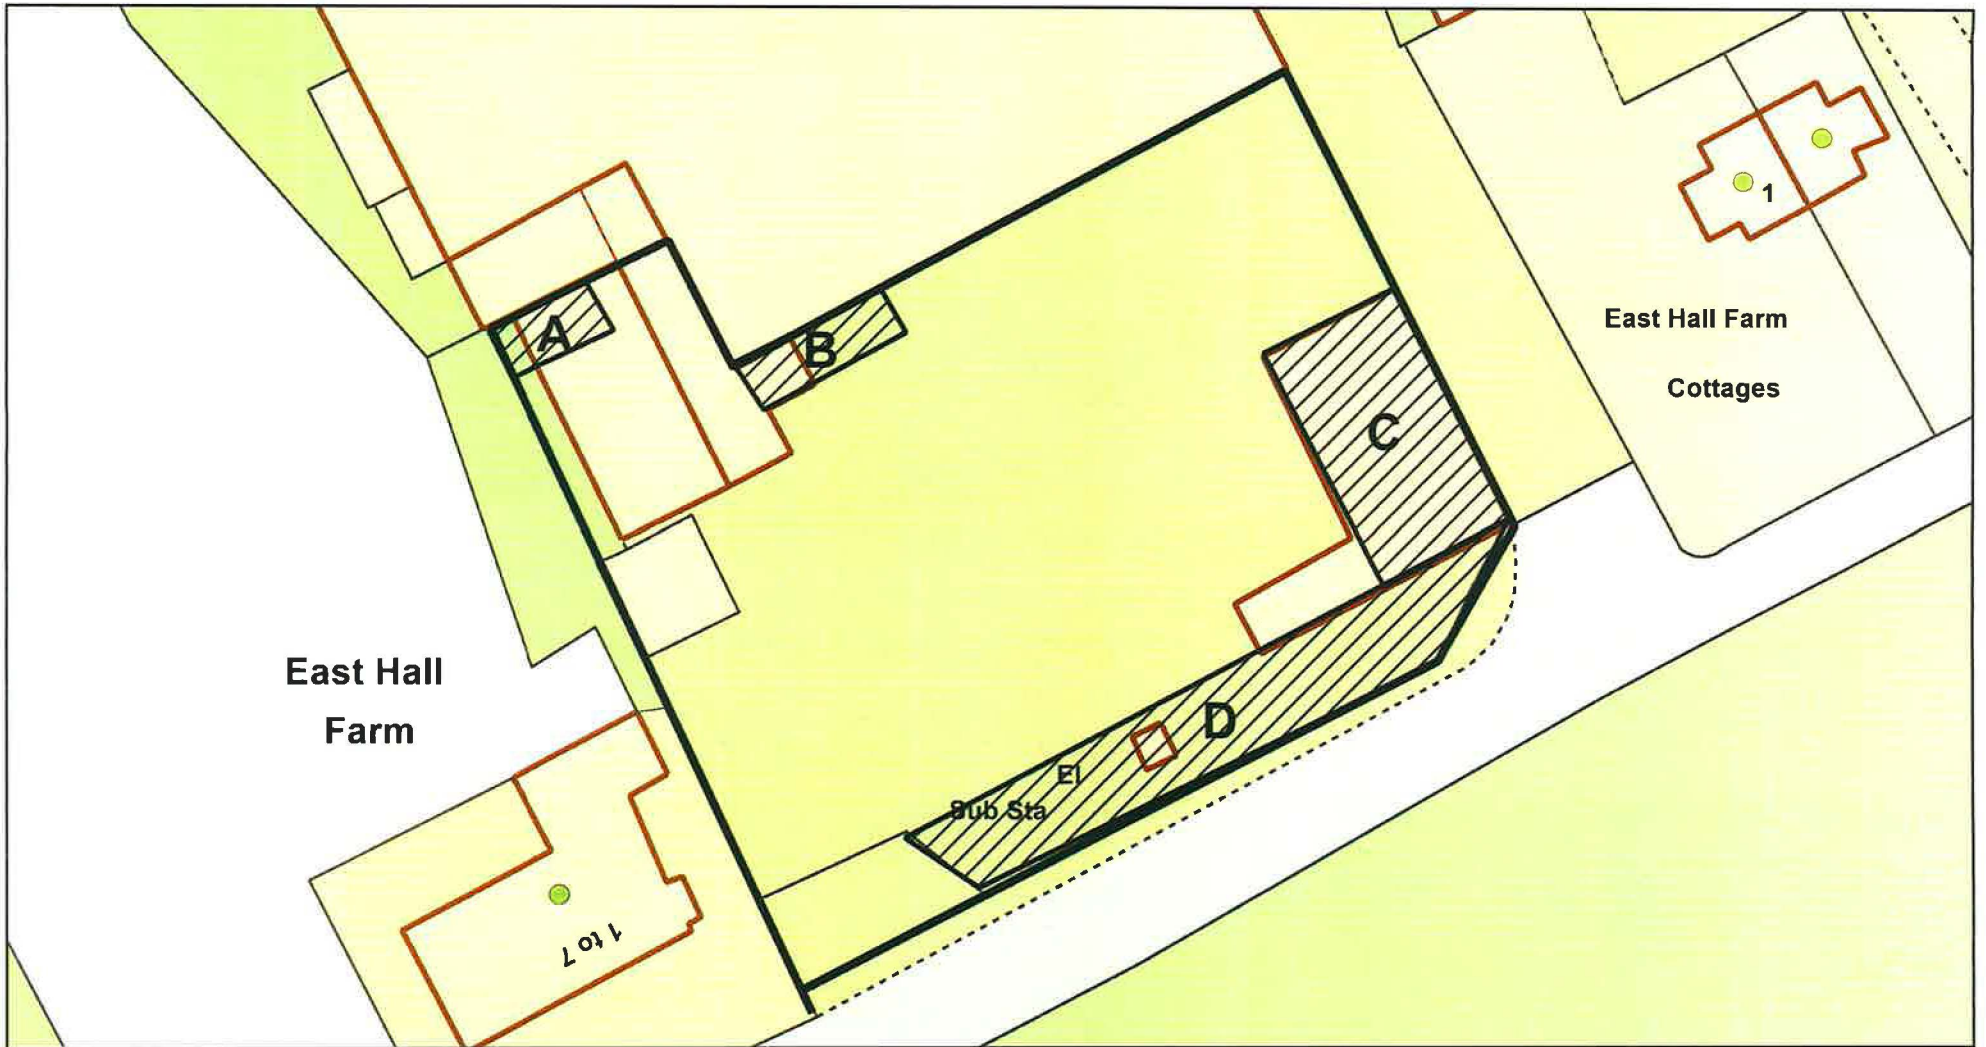 1
A
B
East Hall Farm
Cottages
C
East Hall
Farm
D
El
Sub Sta
1 to 7